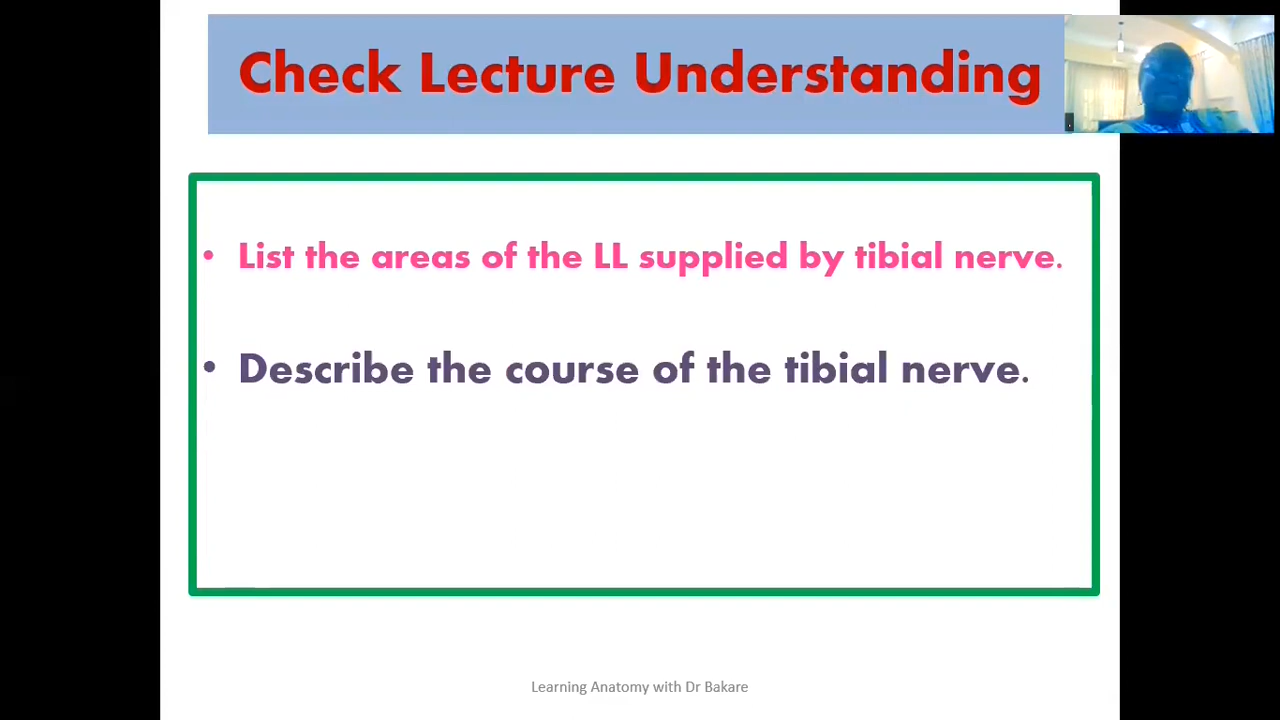 Check Lecture Understanding
• List the areas of the LL supplied by tibial nerve.
• Describe the course of the tibial nerve.
Learning Anatomy with Dr Bakare